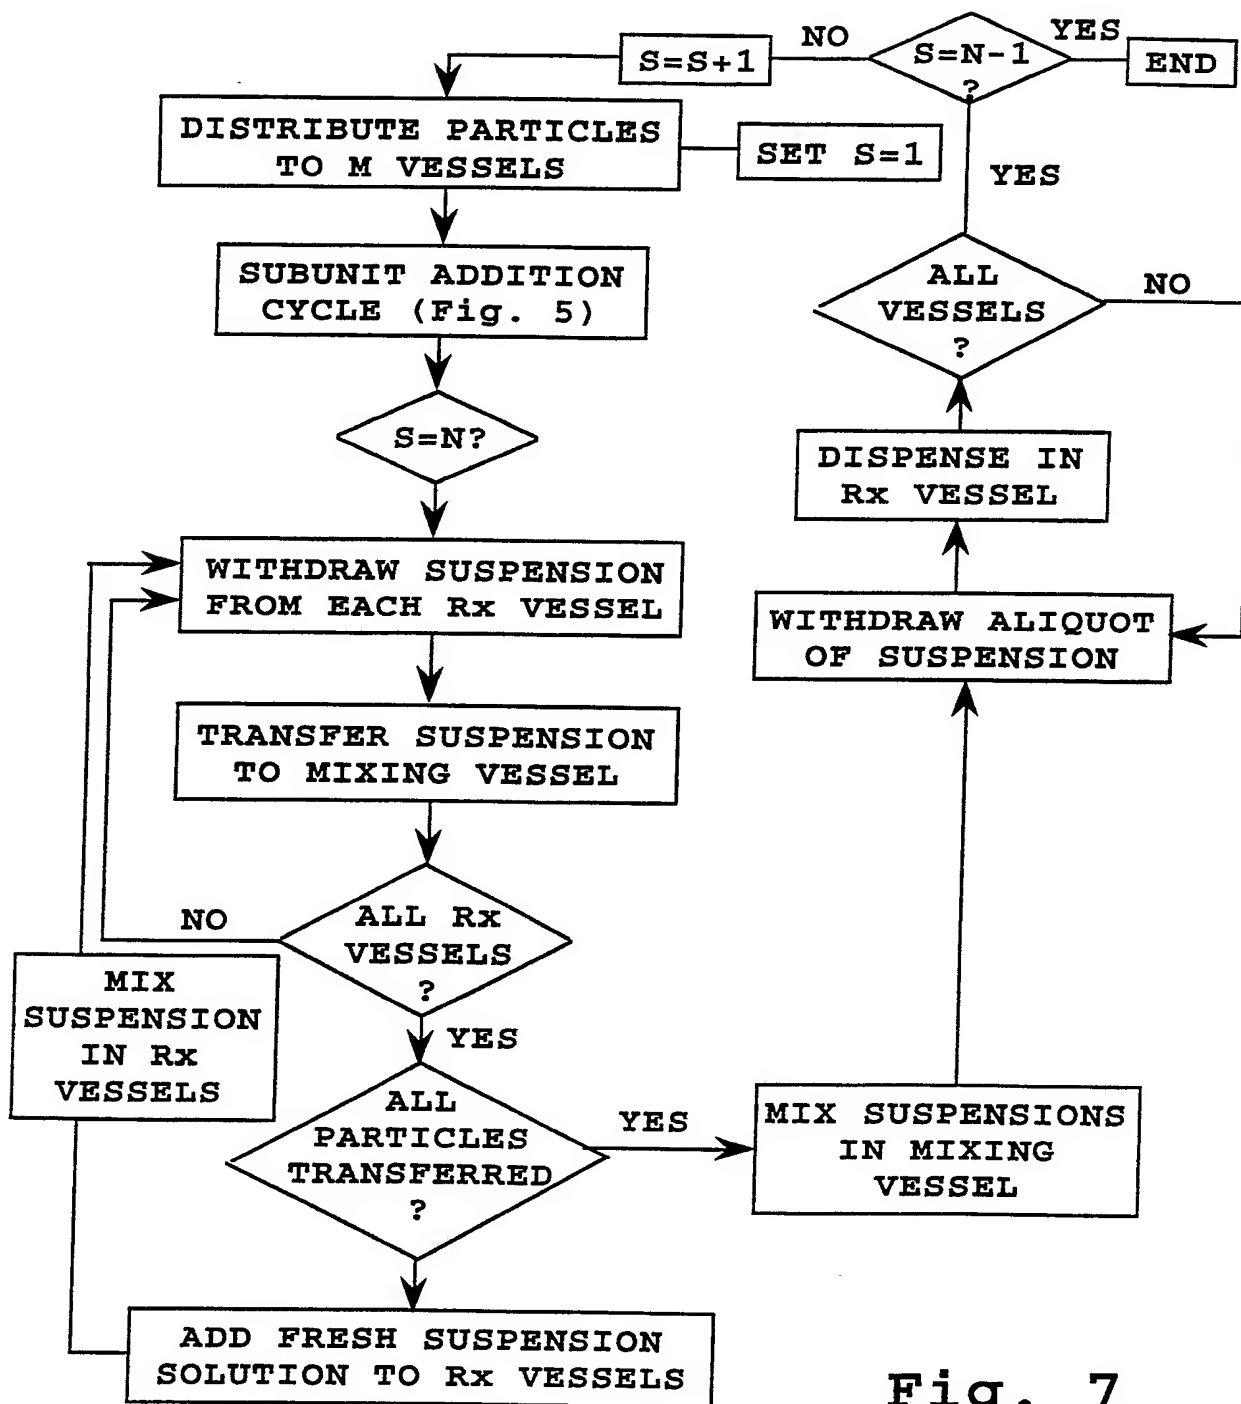 S=S+1
NO
S=N-1
?
YES
END
DISTRIBUTE PARTICLES
TO M VESSELS
SET S=1
YES
SUBUNIT ADDITION
CYCLE (Fig. 5)
ALL
VESSELS
?
NO
S=N?
DISPENSE IN
Rx VESSEL
WITHDRAW SUSPENSION
FROM EACH Rx VESSEL
WITHDRAW ALIQUOT
OF SUSPENSION
TRANSFER SUSPENSION
TO MIXING VESSEL
NO
ALL Rx
VESSELS
?
MIX
SUSPENSION
IN Rx
VESSELS
YES
ALL
PARTICLES
TRANSFERRED
?
YES
MIX SUSPENSIONS
IN MIXING
VESSEL
ADD FRESH SUSPENSION
SOLUTION TO Rx VESSELS
Fig. 7